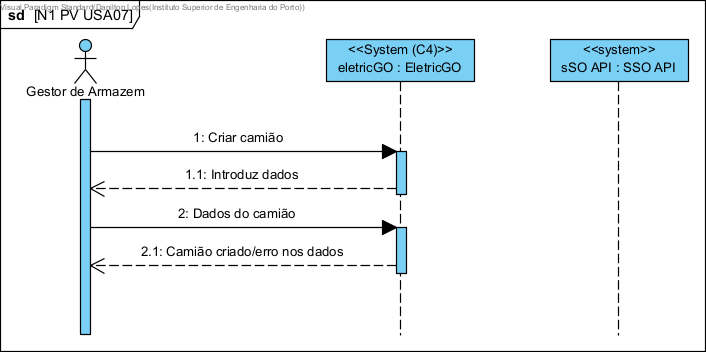 Visual Paradigm Standard(Danilton Lopes(Instituto Superior de Engenharia do Porto))
sd [N1 PV USA07]
<<System (C4)>>
eletricGO : EletricGO
<<system>>
sSO API : SSO API
Gestor de Armazem
1: Criar camião
1.1: Introduz dados
2: Dados do camião
2.1: Camião criado/erro nos dados